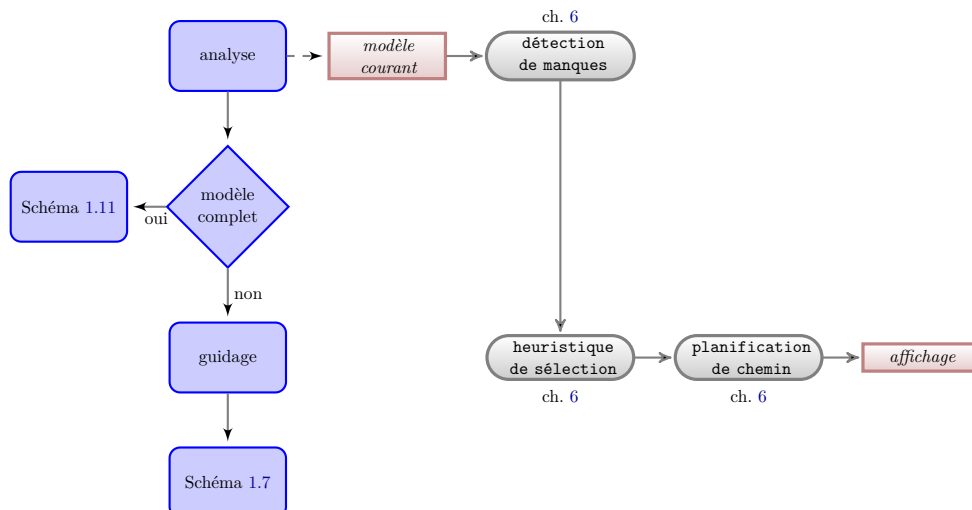 ch. 6
analyse
modèle
courant
détection
de manques
modèle
complet
Schéma 1.11
oui
non
guidage
heuristique
de sélection
planification
de chemin
affichage
ch. 6
ch. 6
Schéma 1.7